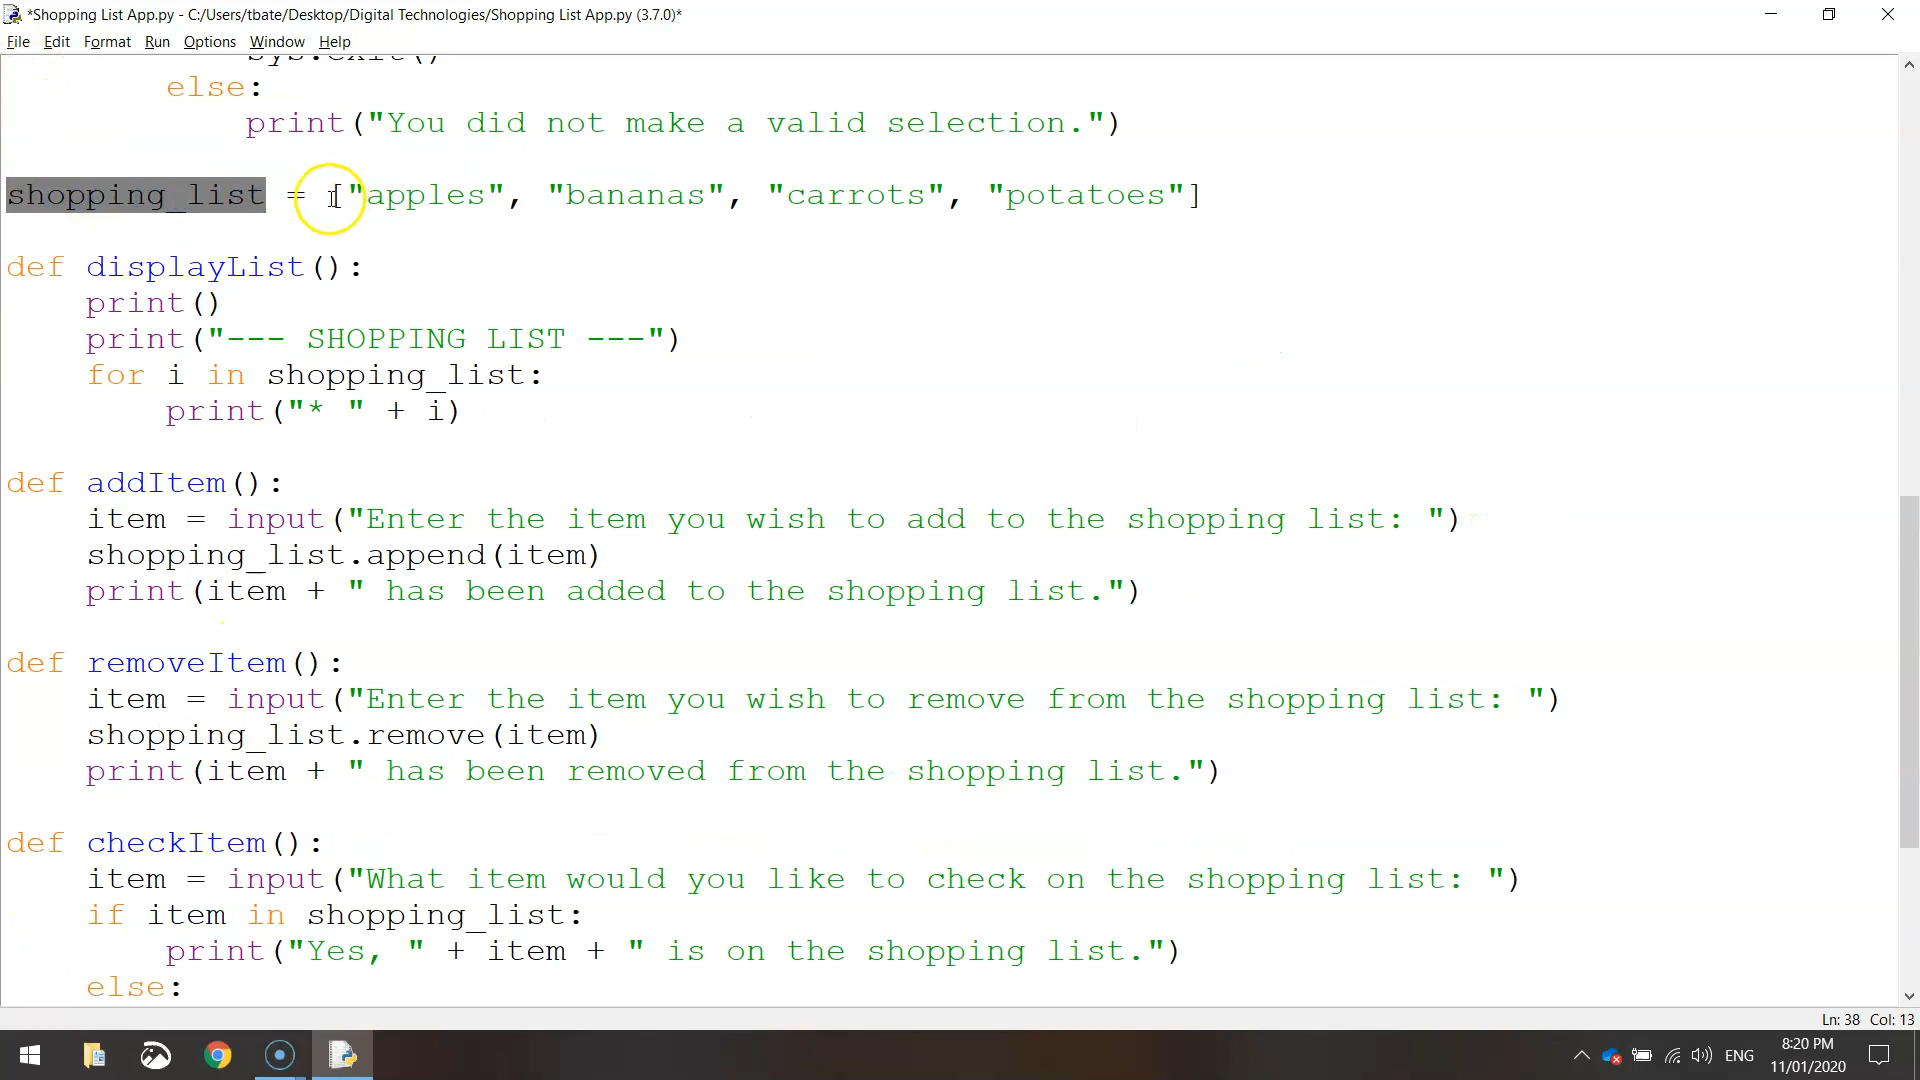 *Shopping List App.py - C:/Users/tbate/Desktop/Digital Technologies/Shopping List App.py (3.7.0)*
File Edit Format Run Options Window Help
sys.exit()
else:
print("You did not make a valid selection.")
shopping_list = ["apples", "bananas", "carrots", "potatoes"]
def displayList():
print()
print("--- SHOPPING LIST ---")
for i in shopping_list:
print("* " + i)
def addItem():
item = input("Enter the item you wish to add to the shopping list: ")
shopping_list.append(item)
print(item + " has been added to the shopping list.")
def removeItem():
item = input("Enter the item you wish to remove from the shopping list: ")
shopping_list.remove(item)
print(item + " has been removed from the shopping list.")
def checkItem():
item = input("What item would you like to check on the shopping list: ")
if item in shopping_list:
print("Yes, " + item + " is on the shopping list.")
else:
Ln: 38 Col: 13
ENG
8:20 PM
11/01/2020